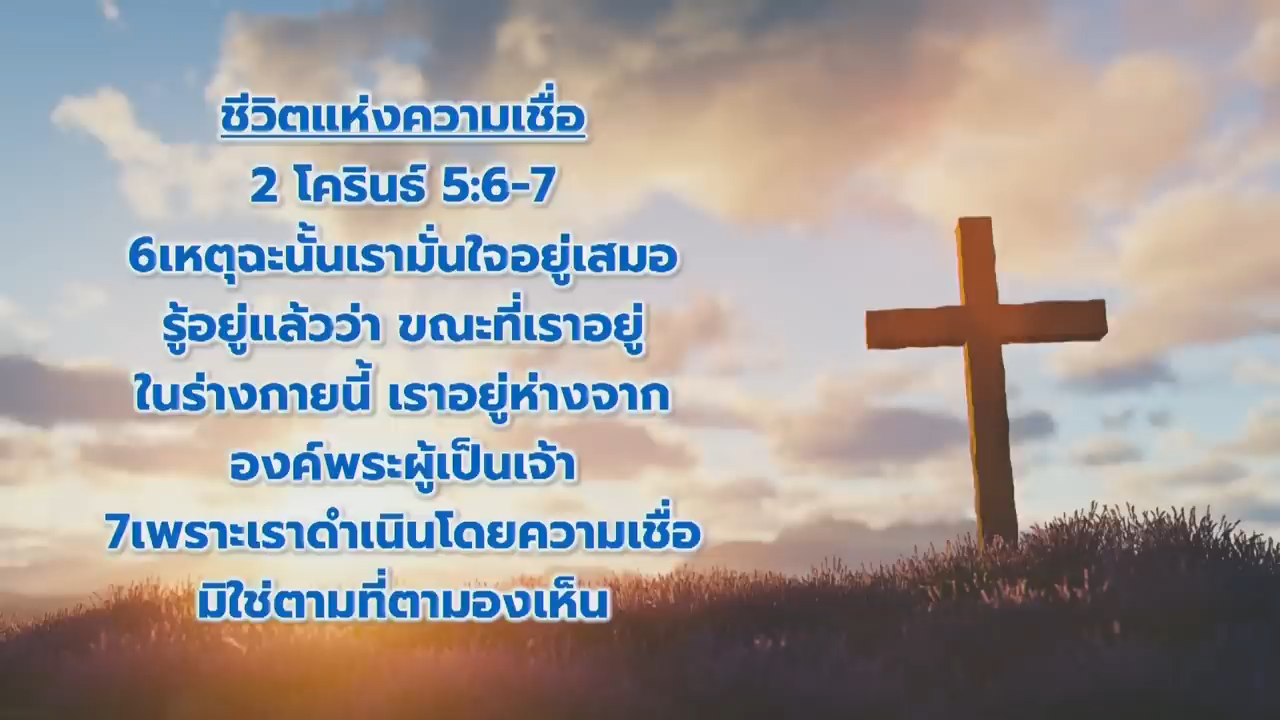 ชีวิตแห่งความเชื่อ
2 โครินธ์ 5:6-7
6เหตุฉะนั้นเรามั่นใจอยู่เสมอ
รู้อยู่แล้วว่า ขณะที่เราอยู่
ในร่างกายนี้ เราอยู่ห่างจาก
องค์พระผู้เป็นเจ้า
7เพราะเราดำเนินโดยความเชื่อ
มิใช่ตามที่ตามองเห็น